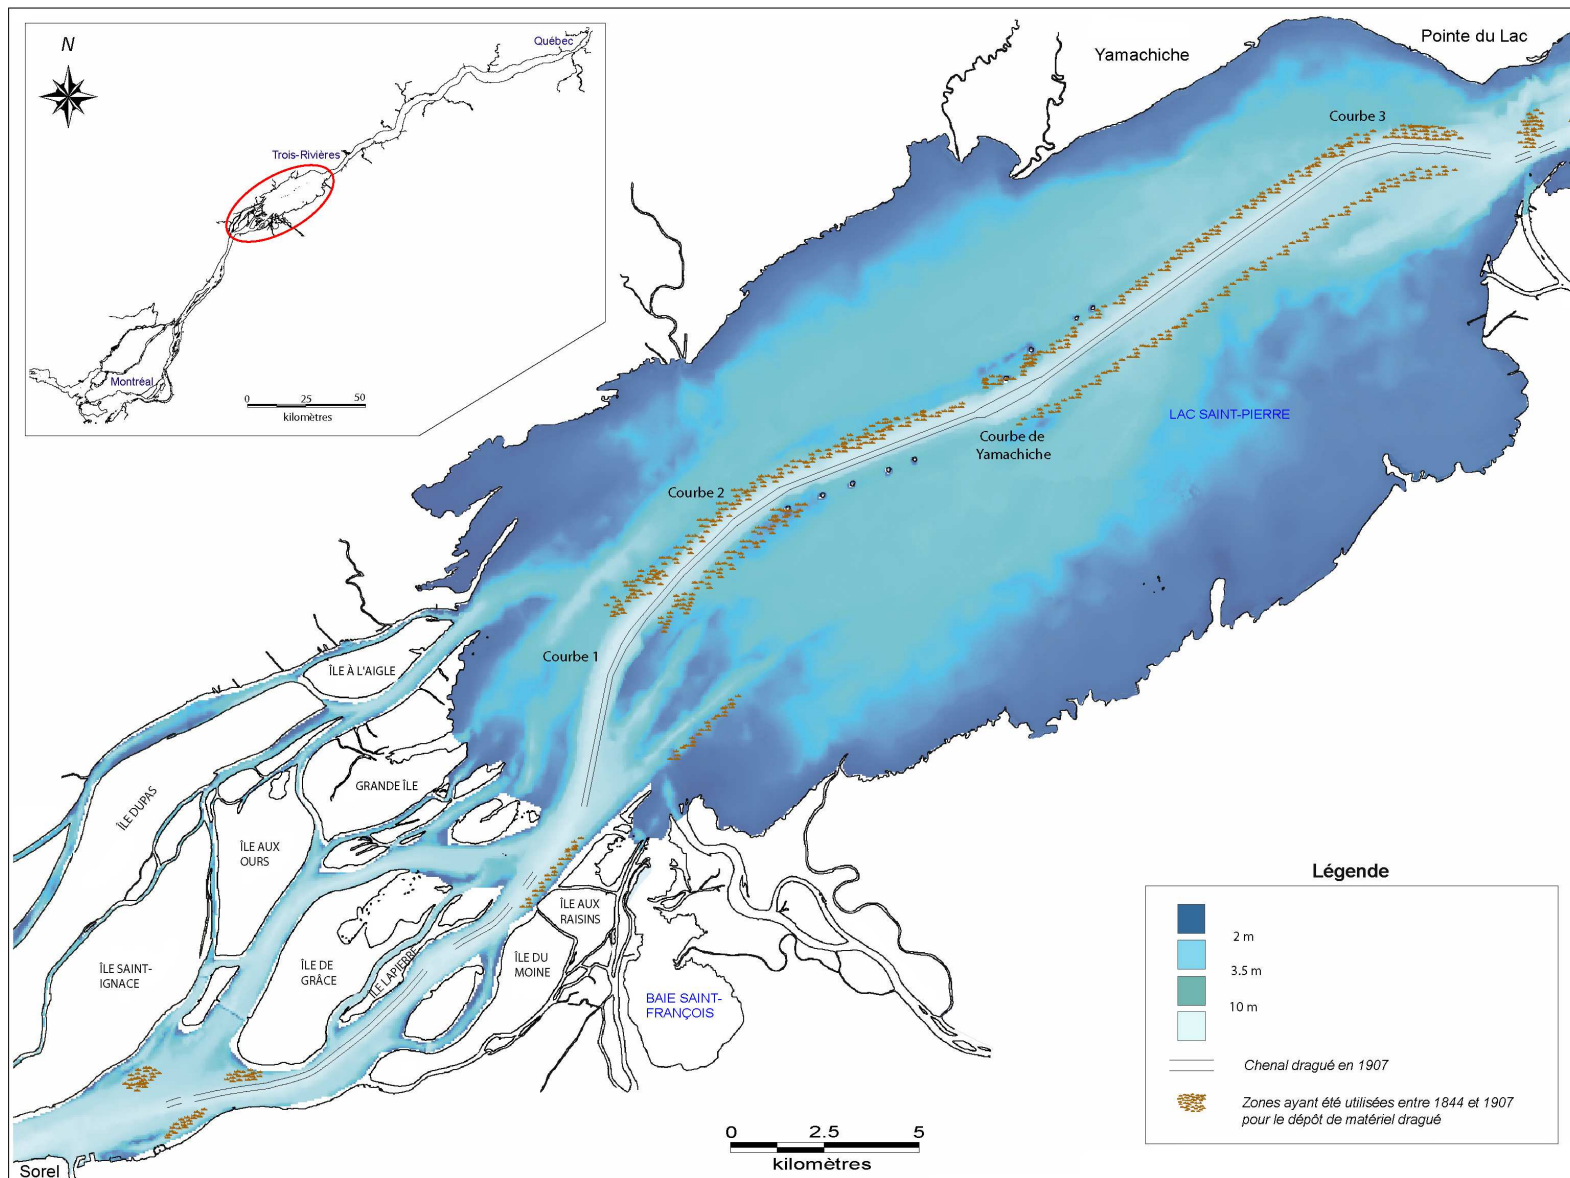 N
Québec
Trois-Rivières
Montréal
0 25 50
kilomètres
Yamachiche
Pointe du Lac
Courbe 3
LAC SAINT-PIERRE
Courbe de
Yamachiche
Courbe 2
Courbe 1
ÎLE À L'AIGLE
GRANDE ÎLE
ÎLE DUPAS
ÎLE AUX
OURS
ÎLE AUX
RAISINS
ÎLE DU
MOINE
ÎLE LAPIERRE
ÎLE DE
GRÂCE
ÎLE SAINT-
IGNACE
BAIE SAINT-
FRANÇOIS
Sorel
0 2.5 5
kilomètres
Légende
2 m
3.5 m
10 m
Chenal dragué en 1907
Zones ayant été utilisées entre 1844 et 1907
pour le dépôt de matériel dragué